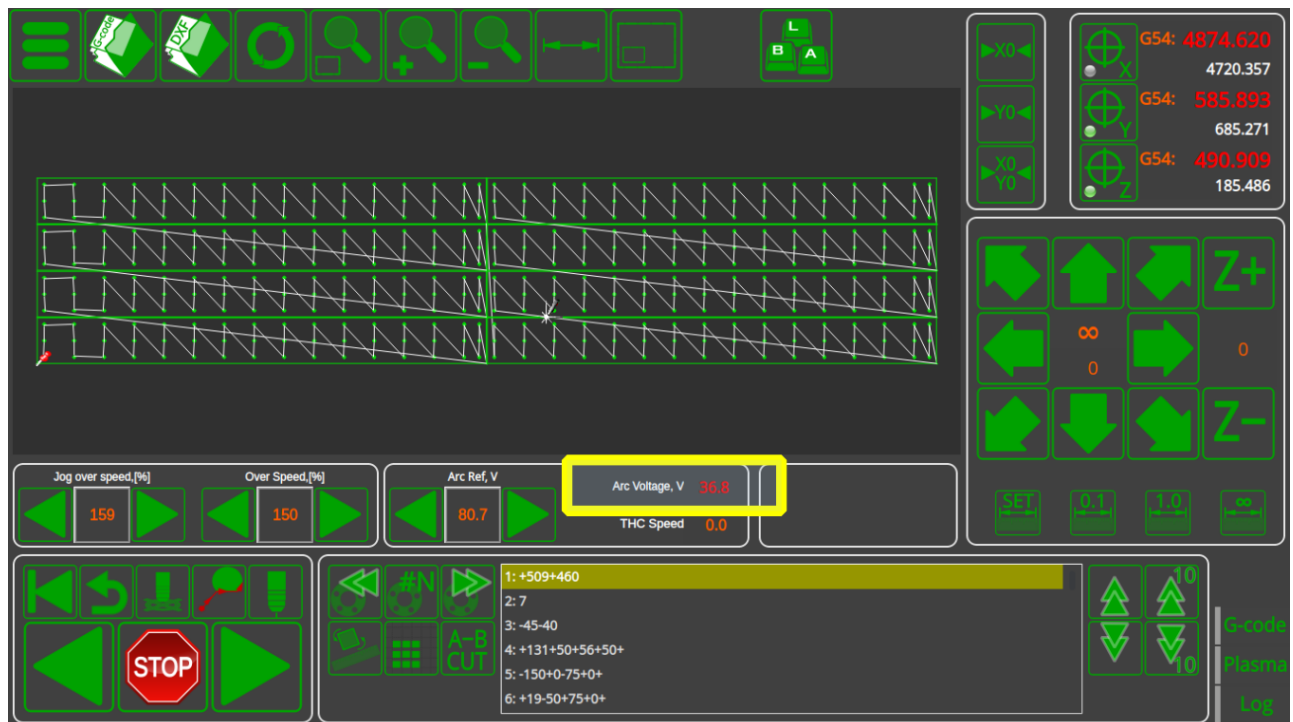 G-code
DXF
L
B A
X0
Y0
X0
Y0
G54: 4874.620
X
4720.357
G54: 585.893
Y
685.271
G54: 490.909
Z
185.486
Z+
∞
0
0
Z-
SET
0.1
1.0
∞
Jog over speed,[%]
Over Speed,[%]
Arc Ref, V
Arc Voltage, V 36.8
159
150
80.7
THC Speed 0.0
STOP
#N
A-B
CUT
1: +509+460
2: 7
3: -45-40
4: +131+50+56+50+
5: -150+0-75+0+
6: +19-50+75+0+
10
10
G-code
Plasma
Log